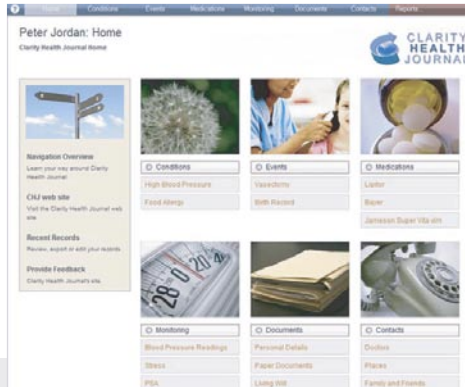 Home Conditions Events Medications Monitoring Documents Contacts Reports
Peter Jordan: Home
Clarity Health Journal Home
CLARITY
HEALTH
JOURNAL
Navigation Overview
Learn your way around Clarity
Health Journal
CHJ web site
Visit the Clarity Health Journal web
site
Recent Records
Review, export or edit your records
Provide Feedback
Clarity Health Journal's site
Conditions
High Blood Pressure
Food Allergy
Events
Vasectomy
Birth Record
Medications
Lipitor
Bayer
Jameson Super Vita
Monitoring
Blood Pressure Readings
Stress
PSA
Documents
Personal Details
Paper Documents
Living Will
Contacts
Doctors
Places
Family and Friends